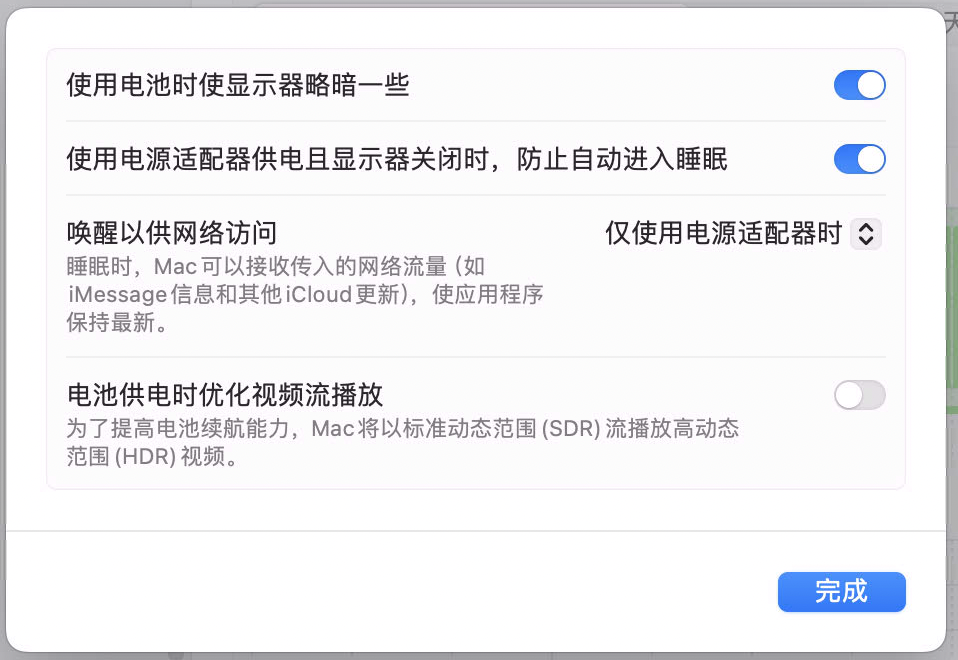 使用电池时使显示器略暗一些
使用电源适配器供电且显示器关闭时，防止自动进入睡眠
唤醒以供网络访问
仅使用电源适配器时
睡眠时，Mac 可以接收传入的网络流量（如
iMessage 信息和其他 iCloud 更新），使应用程序
保持最新。
电池供电时优化视频流播放
为了提高电池续航能力，Mac 将以标准动态范围 (SDR) 流播放高动态
范围 (HDR) 视频。
完成